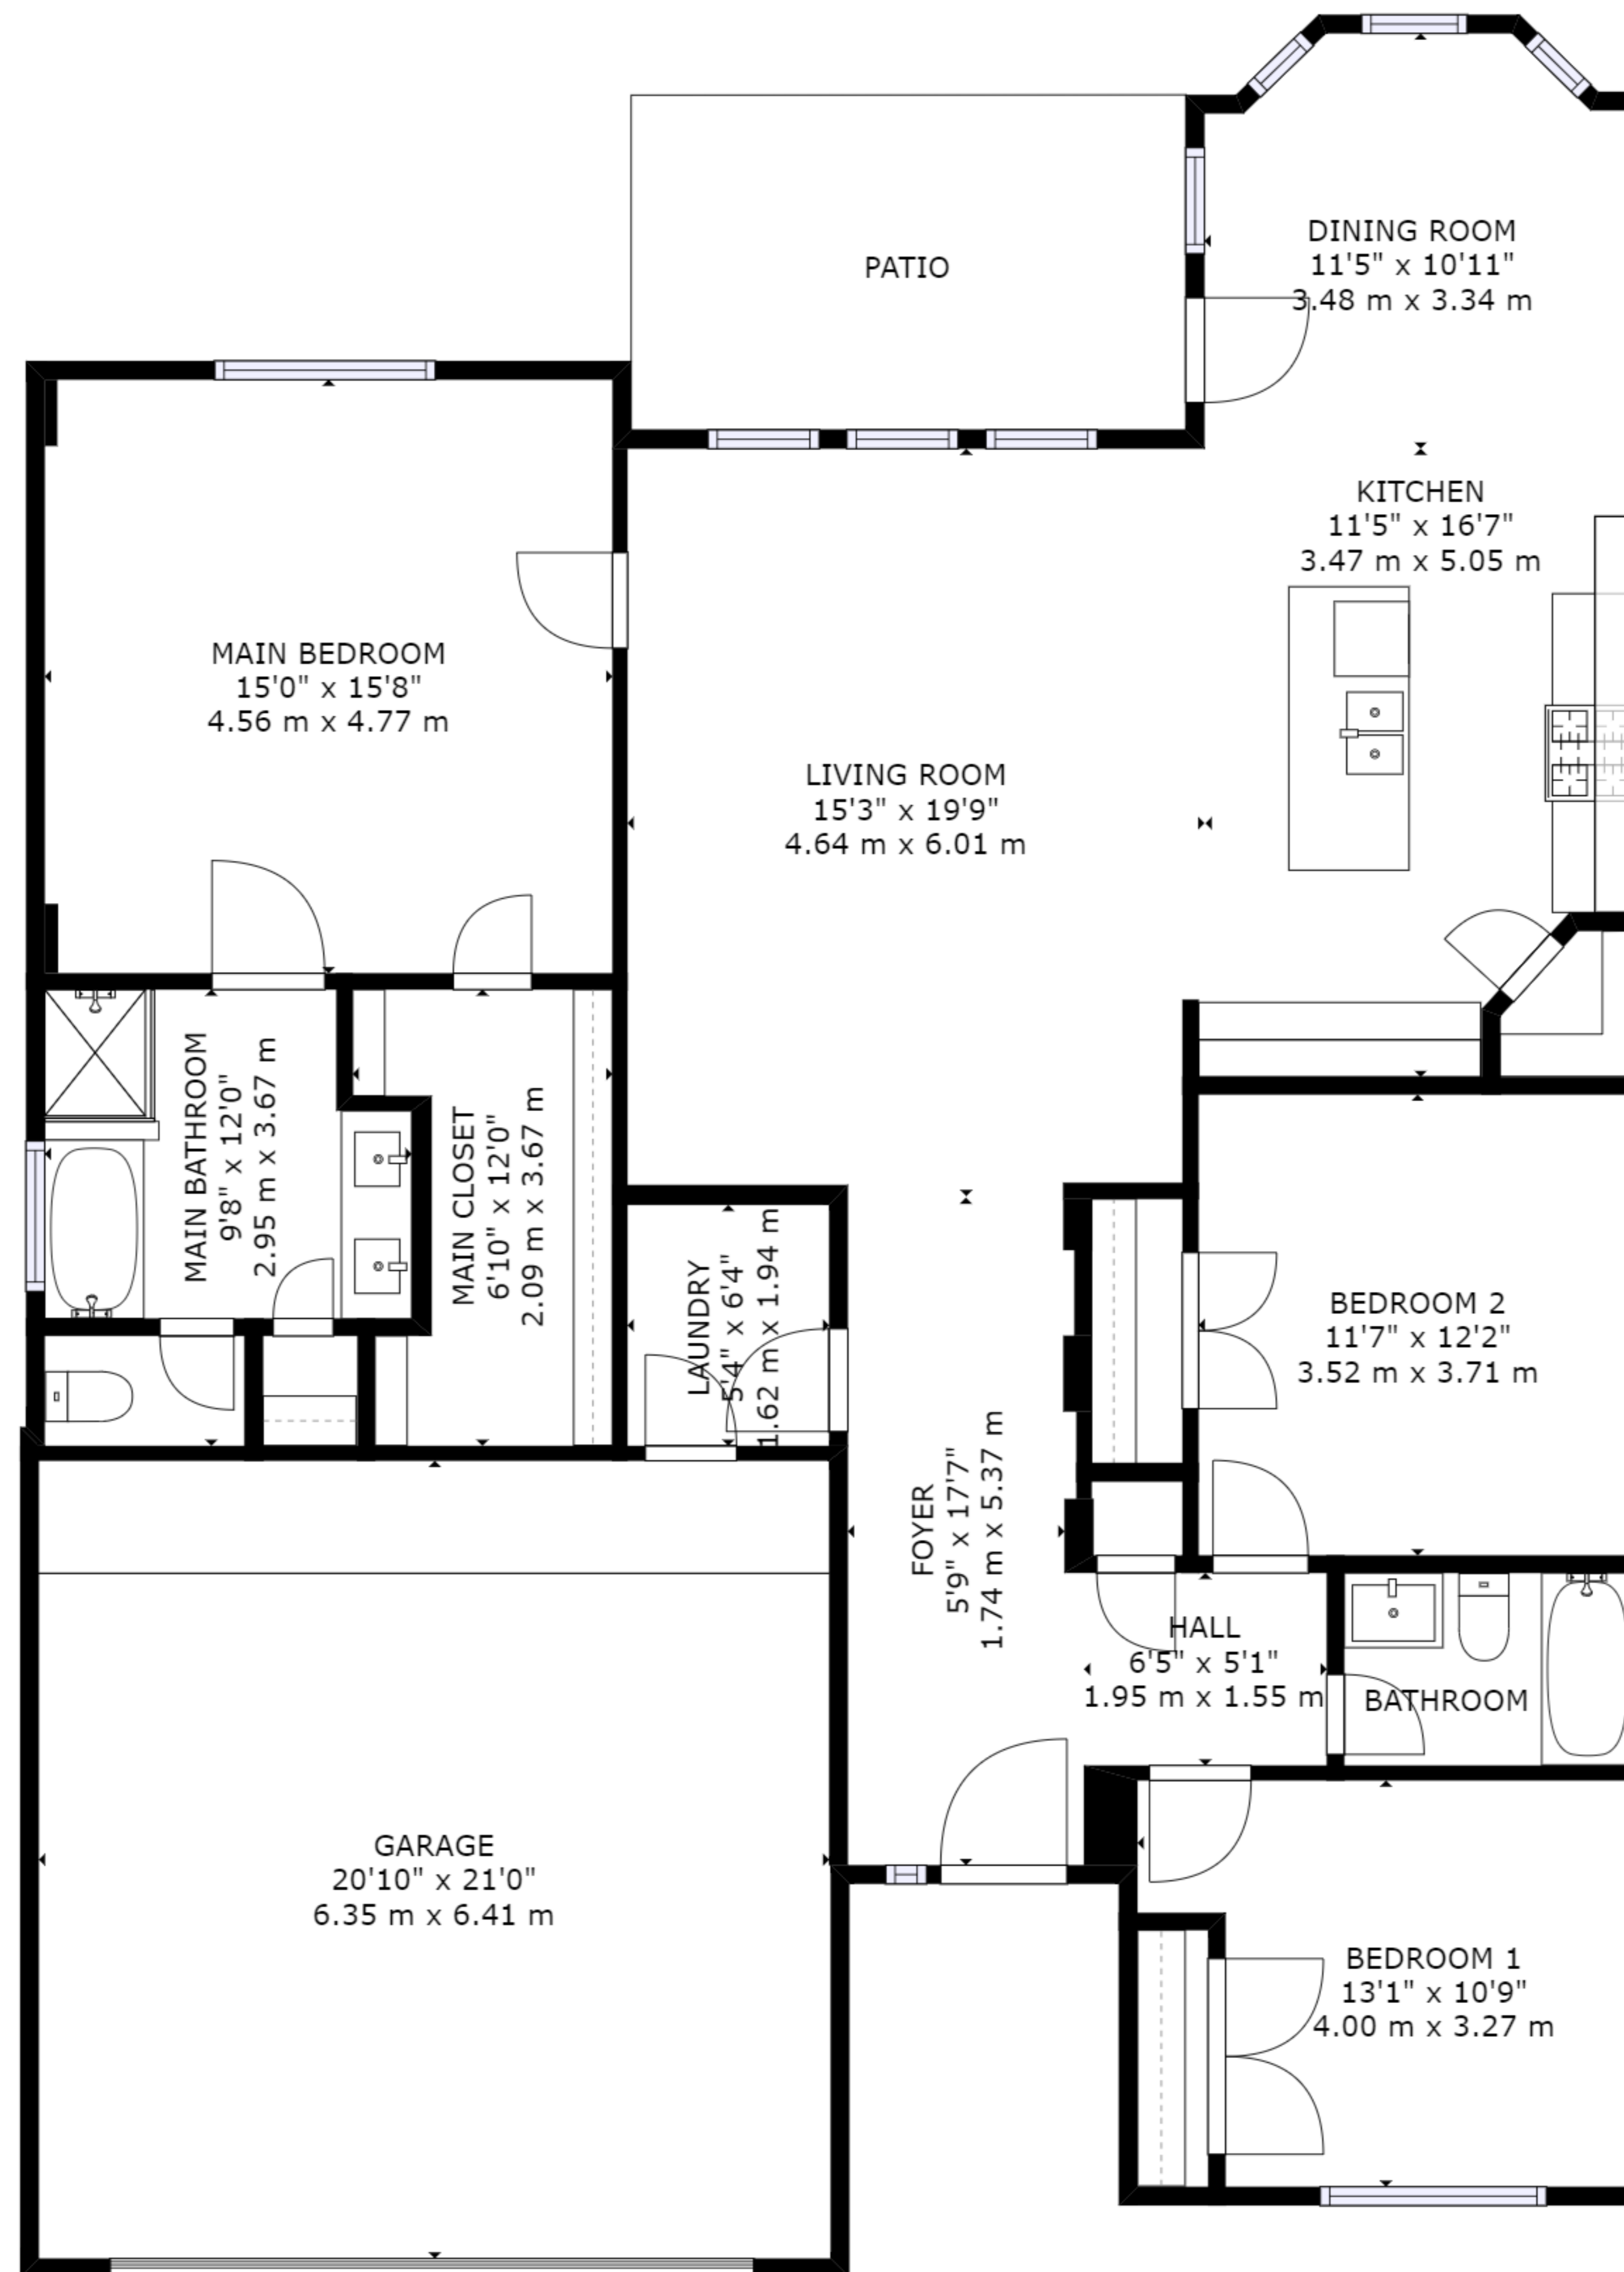 DINING ROOM
11'5" x 10'11"
3.48 m x 3.34 m
PATIO
KITCHEN
11'5" x 16'7"
3.47 m x 5.05 m
MAIN BEDROOM
15'0" x 15'8"
4.56 m x 4.77 m
LIVING ROOM
15'3" x 19'9"
4.64 m x 6.01 m
MAIN BATHROOM
9'8" x 12'0"
2.95 m x 3.67 m
MAIN CLOSET
6'10" x 12'0"
2.09 m x 3.67 m
LAUNDRY
5'4" x 6'4"
1.62 m x 1.94 m
BEDROOM 2
11'7" x 12'2"
3.52 m x 3.71 m
FOYER
5'9" x 17'7"
1.74 m x 5.37 m
HALL
6'5" x 5'1"
1.95 m x 1.55 m
BATHROOM
GARAGE
20'10" x 21'0"
6.35 m x 6.41 m
BEDROOM 1
13'1" x 10'9"
4.00 m x 3.27 m